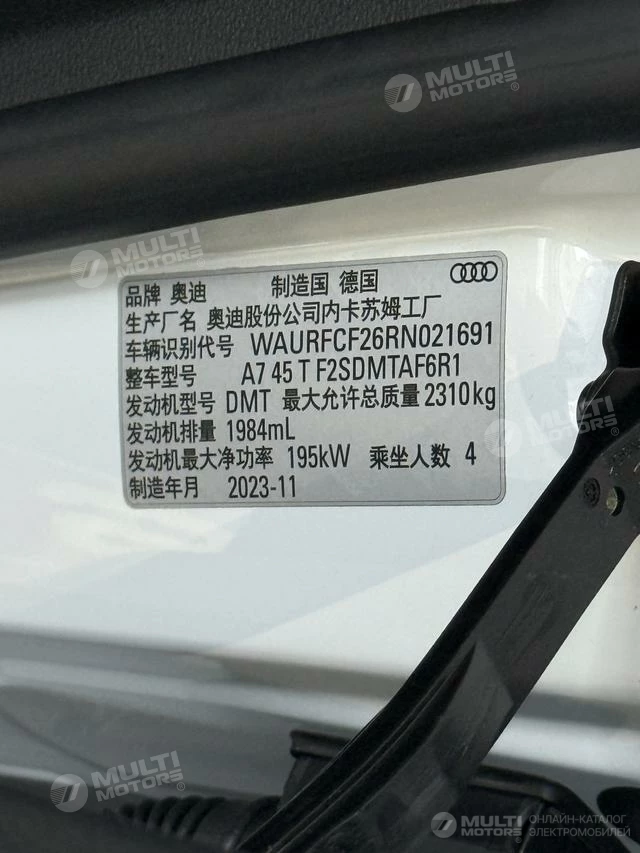 MULTI
MOTORS®
MULTI
MOTORS®
品牌 奥迪 制造国 德国
生产厂名 奥迪股份公司内卡苏姆工厂
车辆识别代号 WAURFCF26RN021691
整车型号 A7 45 T F2SDMTAF6R1
发动机型号 DMT 最大允许总质量 2310kg
发动机排量 1984mL
发动机最大净功率 195kW 乘坐人数 4
制造年月 2023-11
MULTI
MOTORS®
MULTI
MOTORS®
MULTI
MOTORS®
ОНЛАЙН-КАТАЛОГ
ЭЛЕКТРОМОБИЛЕЙ